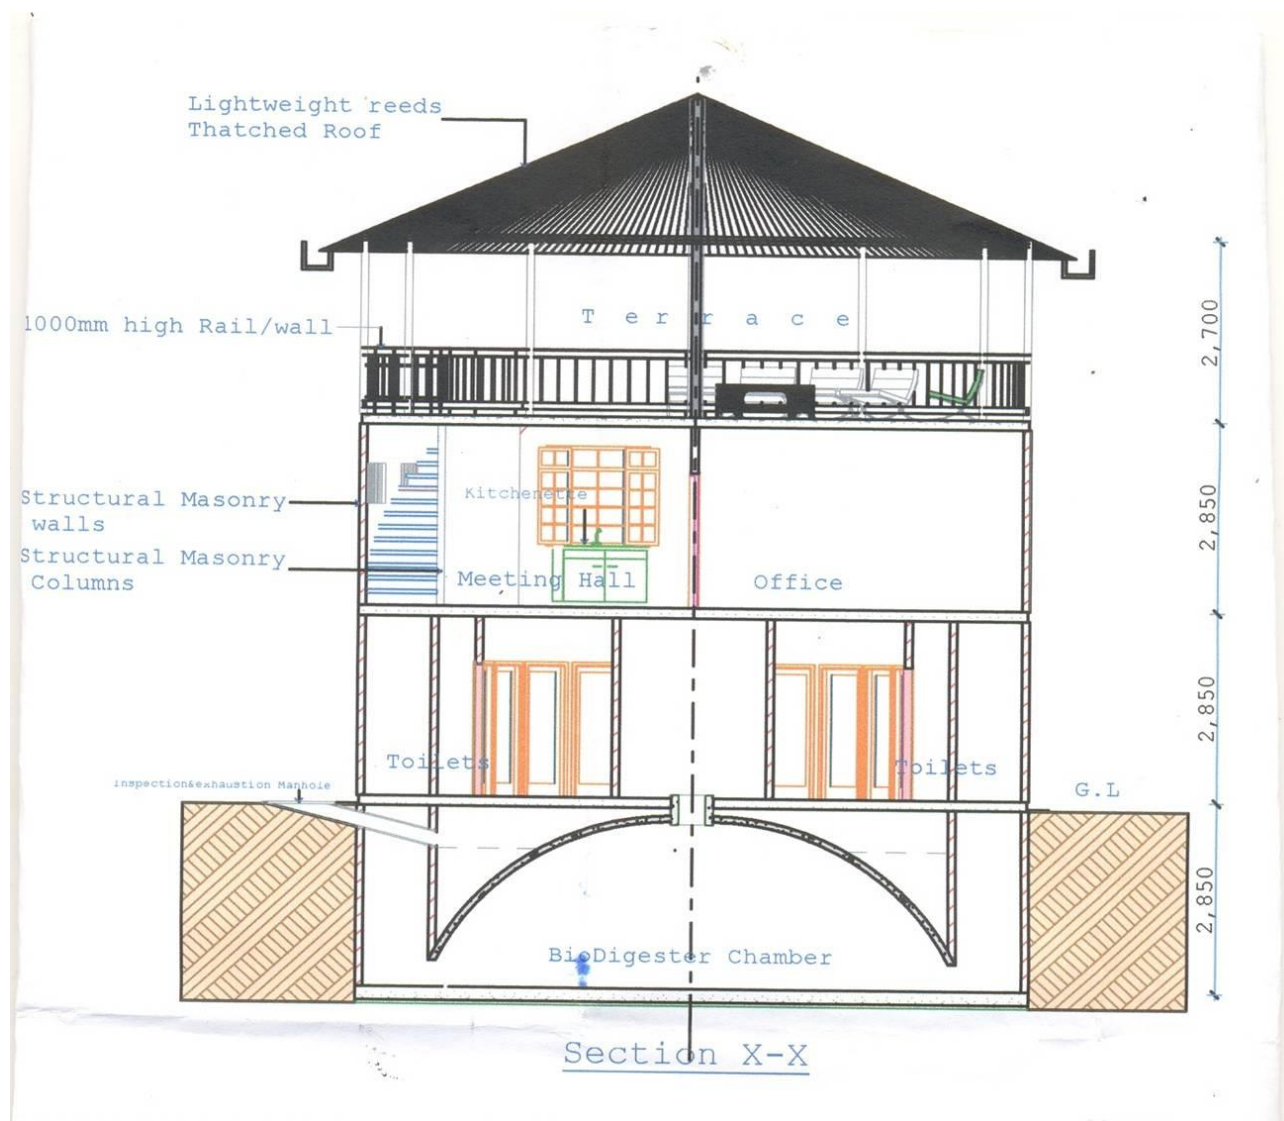 Lightweight reeds
Thatched Roof
1000mm high Rail/wall
Terrace
2,700
Structural Masonry
walls
Structural Masonry
Columns
Kitchenette
Meeting Hall
Office
2,850
Toilets
Toilets
2,850
inspection&exhaustion Manhole
G.L
BioDigester Chamber
2,850
Section X-X